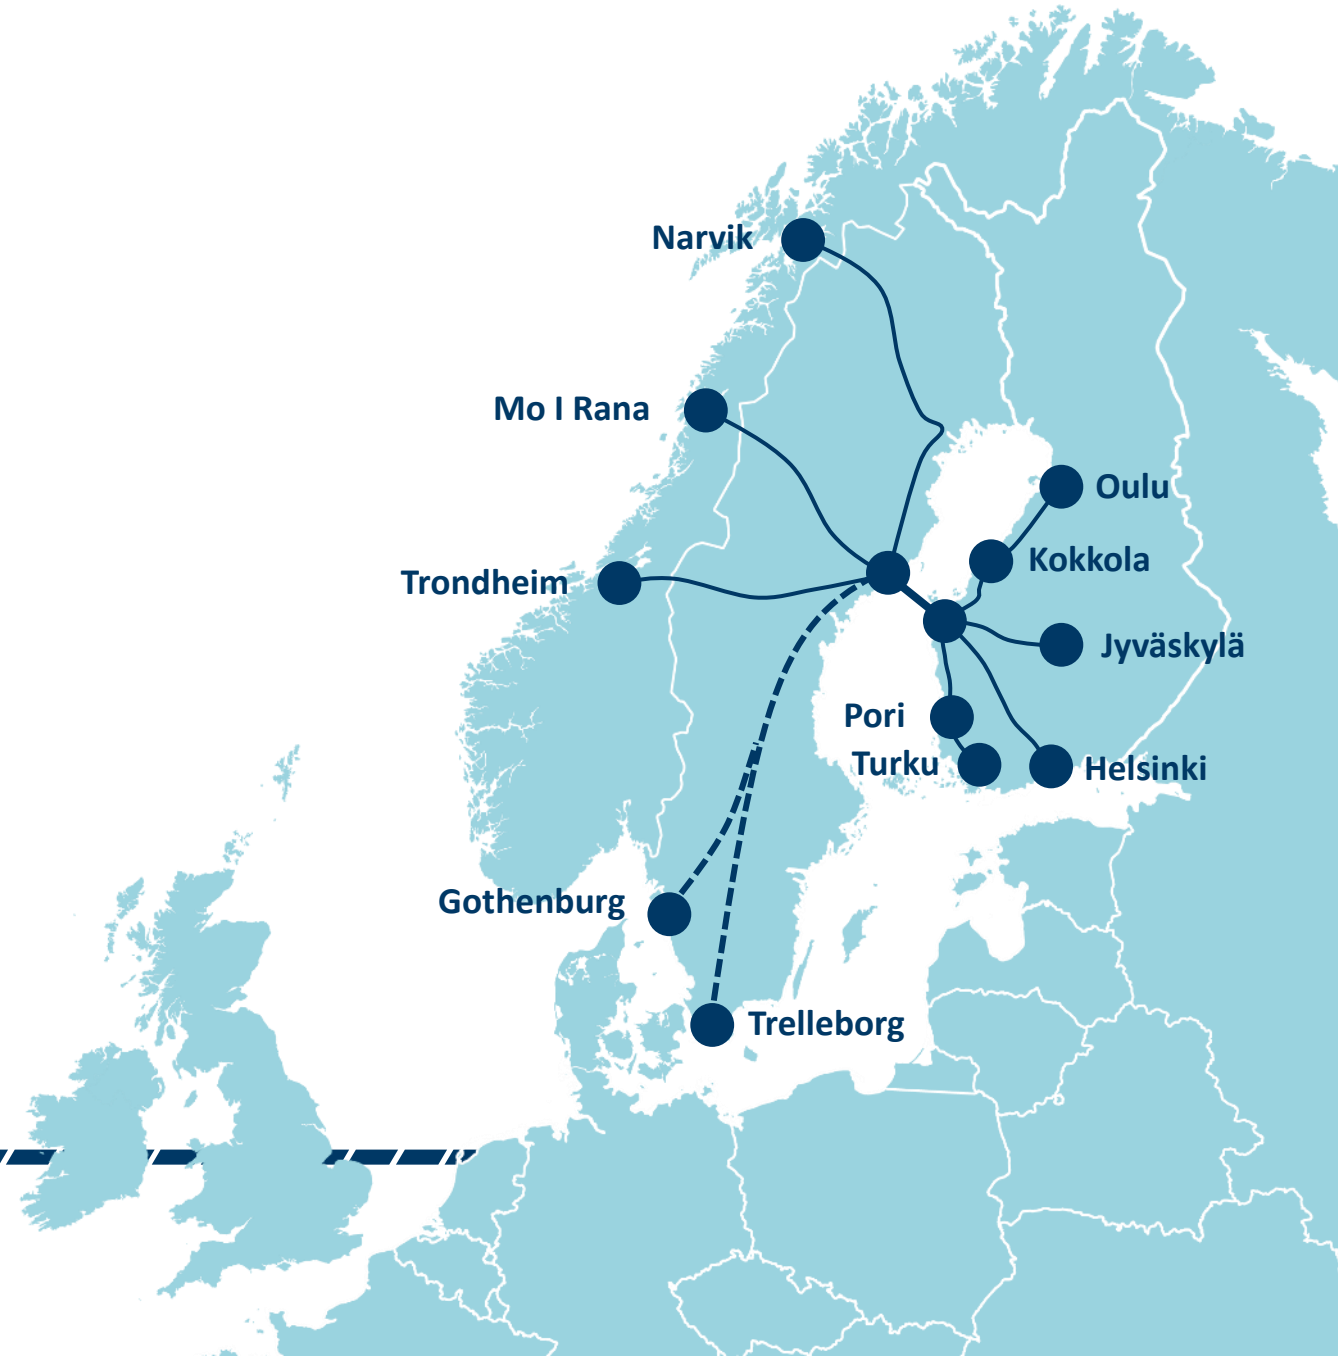 Narvik
Mo I Rana
Oulu
Kokkola
Trondheim
Jyväskylä
Pori
Turku
Helsinki
Gothenburg
Trelleborg